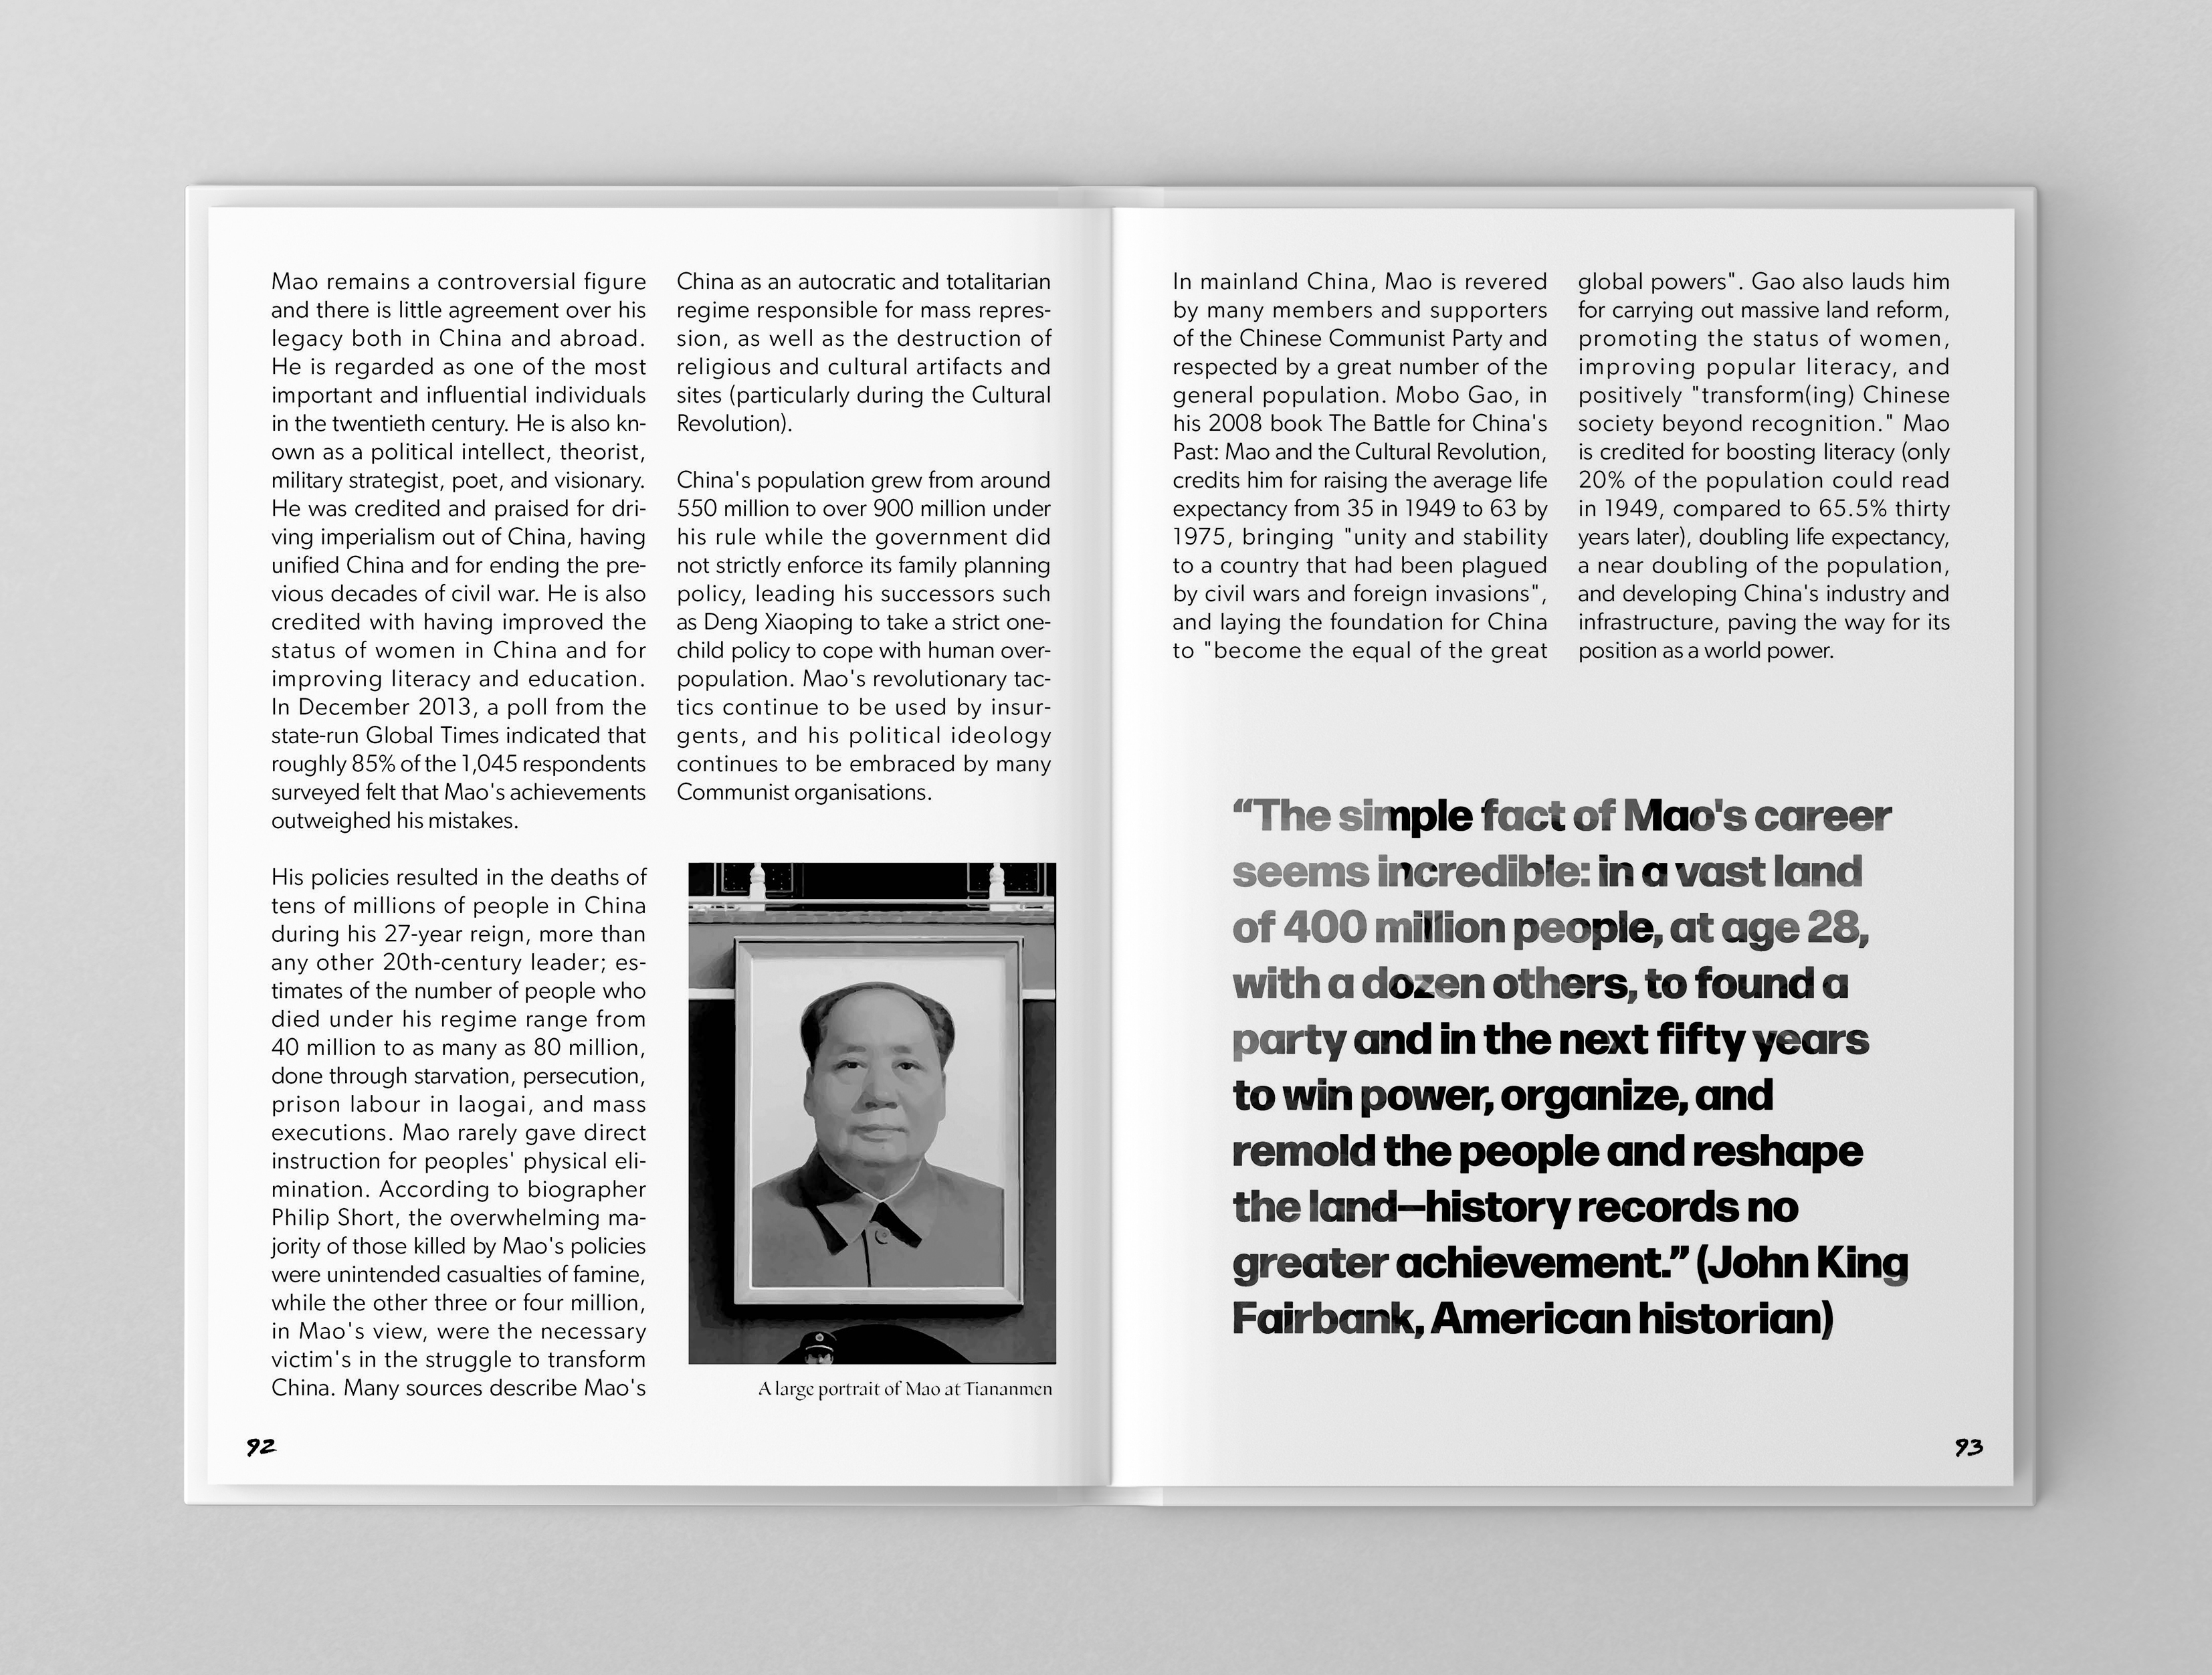 Mao remains a controversial figure
and there is little agreement over his
legacy both in China and abroad.
He is regarded as one of the most
important and influential individuals
in the twentieth century. He is also kn-
own as a political intellect, theorist,
military strategist, poet, and visionary.
He was credited and praised for dri-
ving imperialism out of China, having
unified China and for ending the pre-
vious decades of civil war. He is also
credited with having improved the
status of women in China and for
improving literacy and education.
In December 2013, a poll from the
state-run Global Times indicated that
roughly 85% of the 1,045 respondents
surveyed felt that Mao's achievements
outweighed his mistakes.
His policies resulted in the deaths of
tens of millions of people in China
during his 27-year reign, more than
any other 20th-century leader; es-
timates of the number of people who
died under his regime range from
40 million to as many as 80 million,
done through starvation, persecution,
prison labour in laogai, and mass
executions. Mao rarely gave direct
instruction for peoples' physical eli-
mination. According to biographer
Philip Short, the overwhelming ma-
jority of those killed by Mao's policies
were unintended casualties of famine,
while the other three or four million,
in Mao's view, were the necessary
victim's in the struggle to transform
China. Many sources describe Mao's
China as an autocratic and totalitarian
regime responsible for mass repres-
sion, as well as the destruction of
religious and cultural artifacts and
sites (particularly during the Cultural
Revolution).
China's population grew from around
550 million to over 900 million under
his rule while the government did
not strictly enforce its family planning
policy, leading his successors such
as Deng Xiaoping to take a strict one-
child policy to cope with human over-
population. Mao's revolutionary tac-
tics continue to be used by insur-
gents, and his political ideology
continues to be embraced by many
Communist organisations.
A large portrait of Mao at Tiananmen
92
In mainland China, Mao is revered
by many members and supporters
of the Chinese Communist Party and
respected by a great number of the
general population. Mobo Gao, in
his 2008 book The Battle for China's
Past: Mao and the Cultural Revolution,
credits him for raising the average life
expectancy from 35 in 1949 to 63 by
1975, bringing "unity and stability
to a country that had been plagued
by civil wars and foreign invasions",
and laying the foundation for China
to "become the equal of the great
global powers". Gao also lauds him
for carrying out massive land reform,
promoting the status of women,
improving popular literacy, and
positively "transform(ing) Chinese
society beyond recognition." Mao
is credited for boosting literacy (only
20% of the population could read
in 1949, compared to 65.5% thirty
years later), doubling life expectancy,
a near doubling of the population,
and developing China's industry and
infrastructure, paving the way for its
position as a world power.
“The simple fact of Mao's career
seems incredible: in a vast land
of 400 million people, at age 28,
with a dozen others, to found a
party and in the next fifty years
to win power, organize, and
remold the people and reshape
the land—history records no
greater achievement.” (John King
Fairbank, American historian)
93